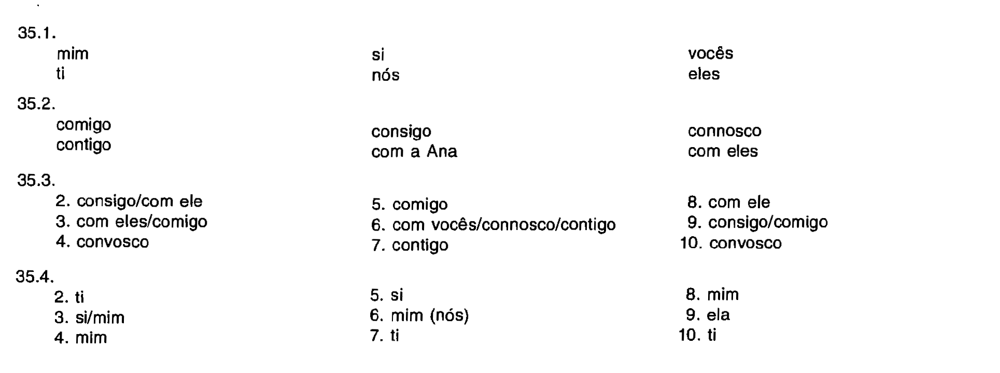 35.1.
mim
ti
si
nós
vocês
eles
35.2.
comigo
contigo
consigo
com a Ana
connosco
com eles
35.3.
2. consigo/com ele
3. com eles/comigo
4. convosco
5. comigo
6. com vocês/connosco/contigo
7. contigo
8. com ele
9. consigo/comigo
10. convosco
35.4.
2. ti
3. si/mim
4. mim
5. si
6. mim (nós)
7. ti
8. mim
9. ela
10. ti